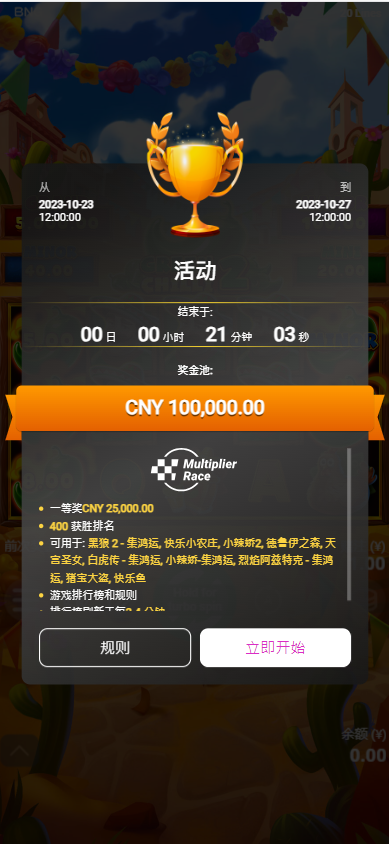 从
到
2023-10-23
2023-10-27
12:00:00
12:00:00
活动
结束于:
00 日 00 小时 21 分钟 03 秒
奖金池:
CNY 100,000.00
Multiplier
Race
一等奖CNY 25,000.00
400 获胜排名
可用于: 黑狼 2 - 集鸿运, 快乐小农庄, 小辣娇2, 德鲁伊之森, 天
宫圣女, 白虎传 - 集鸿运, 小辣娇-集鸿运, 烈焰阿兹特克 - 集鸿
运, 猪宝大盗, 快乐鱼
游戏排行榜和规则
规则
立即开始
余额 (¥)
0.00